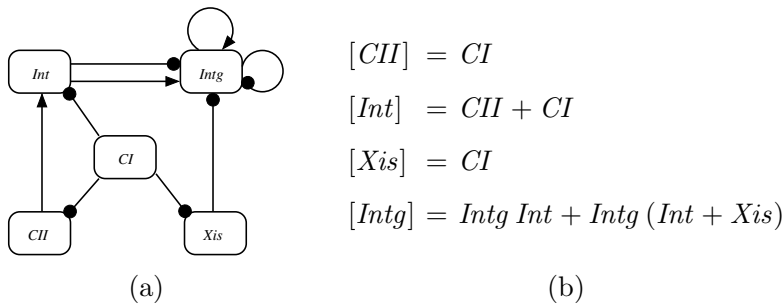 Int
Intg
CI
CII
Xis
(a)
[CII] = CI
[Int] = CII + CI
[Xis] = CI
[Intg] = Intg Int + Intg (Int + Xis)
(b)